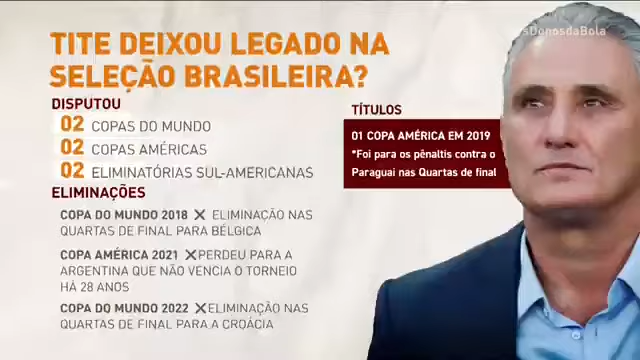 sDonosdaBola
TITE DEIXOU LEGADO NA
SELEÇÃO BRASILEIRA?
DISPUTOU
02 COPAS DO MUNDO
02 COPAS AMÉRICAS
02 ELIMINATÓRIAS SUL-AMERICANAS
ELIMINAÇÕES
COPA DO MUNDO 2018 X ELIMINAÇÃO NAS
QUARTAS DE FINAL PARA BÉLGICA
COPA AMÉRICA 2021 X PERDEU PARA A
ARGENTINA QUE NÃO VENCIA O TORNEIO
HÁ 28 ANOS
COPA DO MUNDO 2022 X ELIMINAÇÃO NAS
QUARTAS DE FINAL PARA A CROÁCIA
TÍTULOS
01 COPA AMÉRICA EM 2019
*Foi para os pênaltis contra o
Paraguai nas Quartas de final